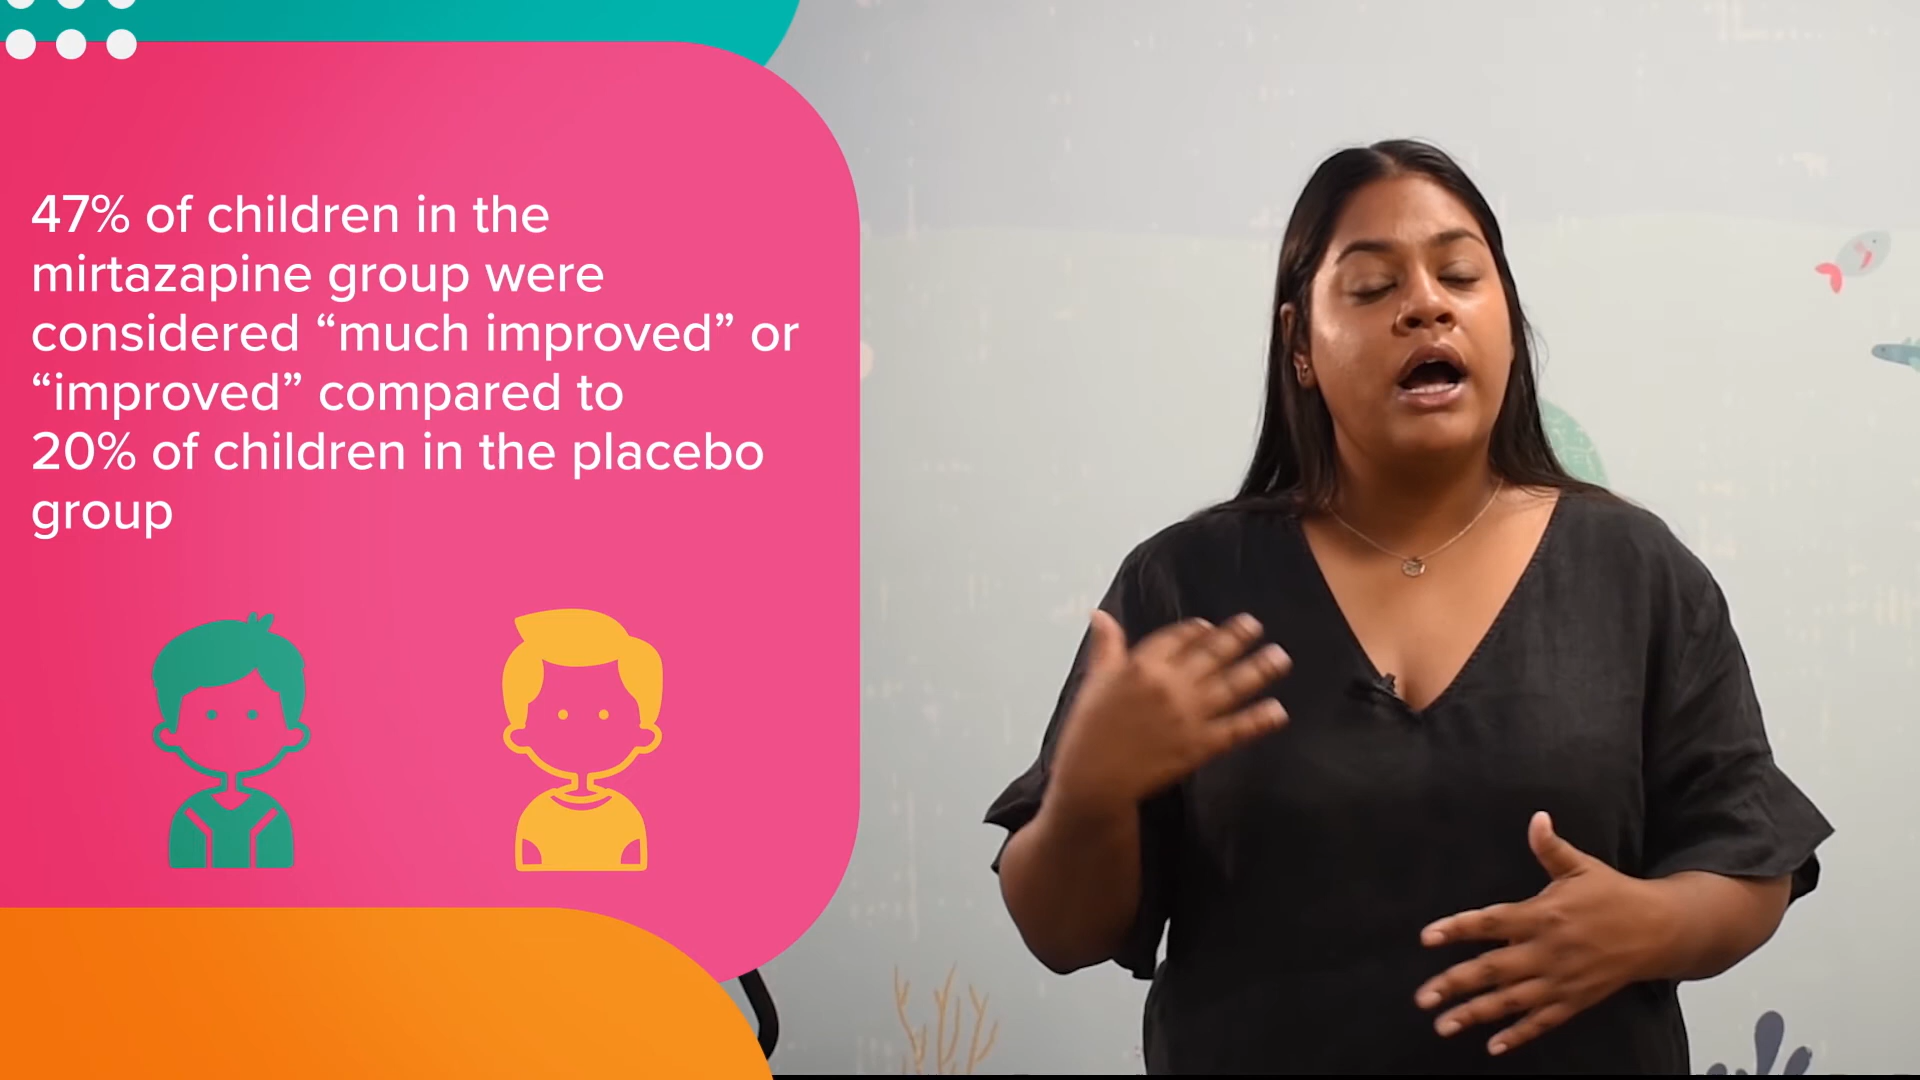 47% of children in the
mirtazapine group were
considered “much improved” or
“improved” compared to
20% of children in the placebo
group